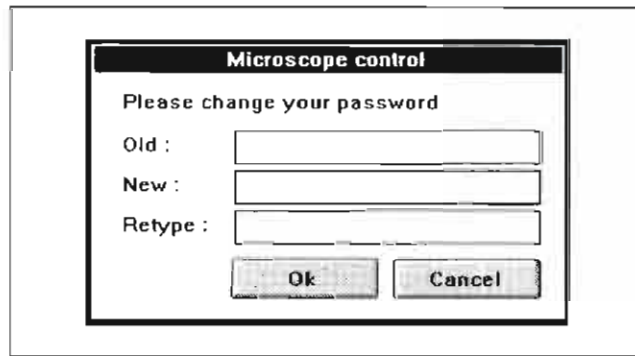 Microscope control
Please change your password
Old :
New :
Retype :
Ok
Cancel